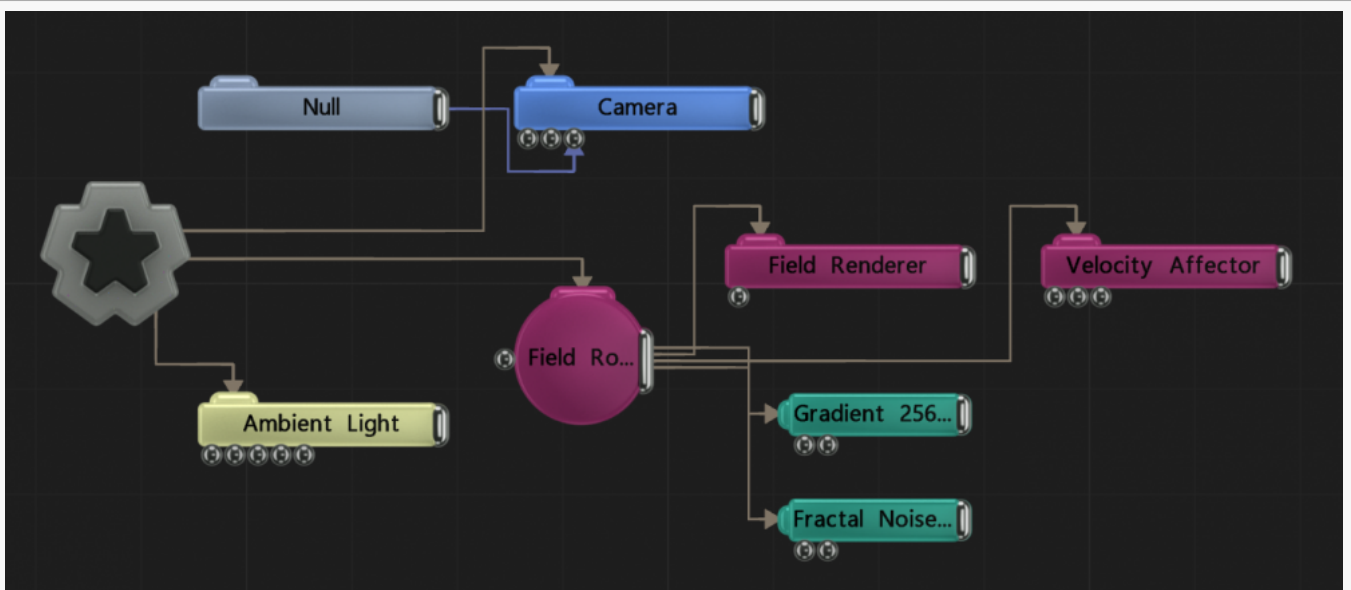 Null
Camera
Field Renderer
Velocity Affector
Field Ro...
Gradient 256...
Ambient Light
Fractal Noise...